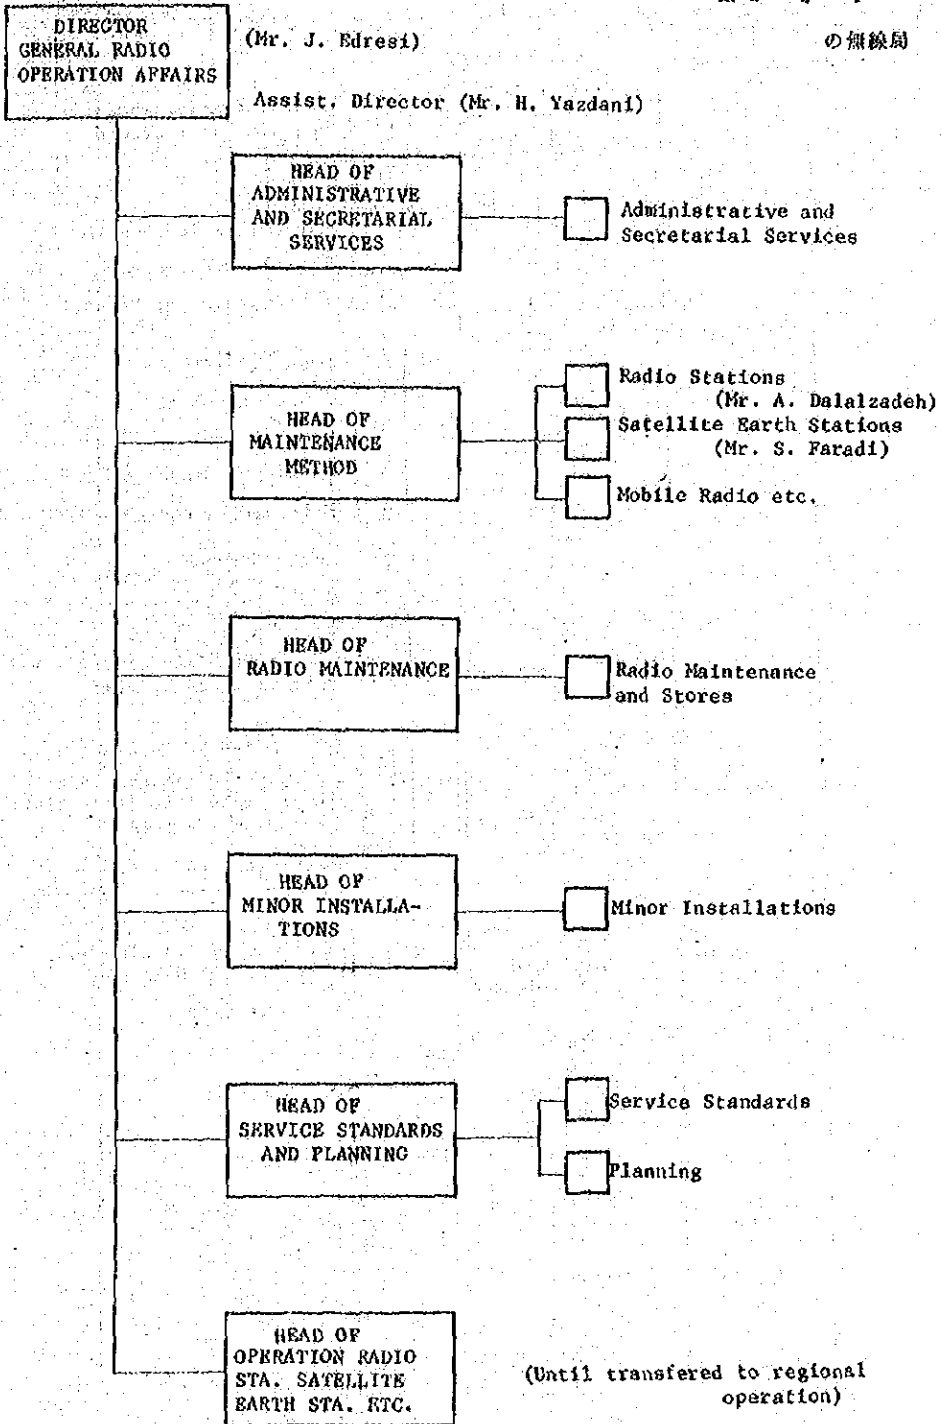 DIRECTOR
GENERAL RADIO
OPERATION AFFAIRS
(Mr. J. Edresi)
の無線局
Assist. Director (Mr. H. Yazdani)
HEAD OF
ADMINISTRATIVE
AND SECRETARIAL
SERVICES
Administrative and
Secretarial Services
HEAD OF
MAINTENANCE
METHOD
Radio Stations
(Mr. A. Dalalzadeh)
Satellite Earth Stations
(Mr. S. Faradi)
Mobile Radio etc.
HEAD OF
RADIO MAINTENANCE
Radio Maintenance
and Stores
HEAD OF
MINOR INSTALLA-
TIONS
Minor Installations
HEAD OF
SERVICE STANDARDS
AND PLANNING
Service Standards
Planning
HEAD OF
OPERATION RADIO
STA. SATELLITE
EARTH STA. ETC.
(Until transfered to regional
operation)